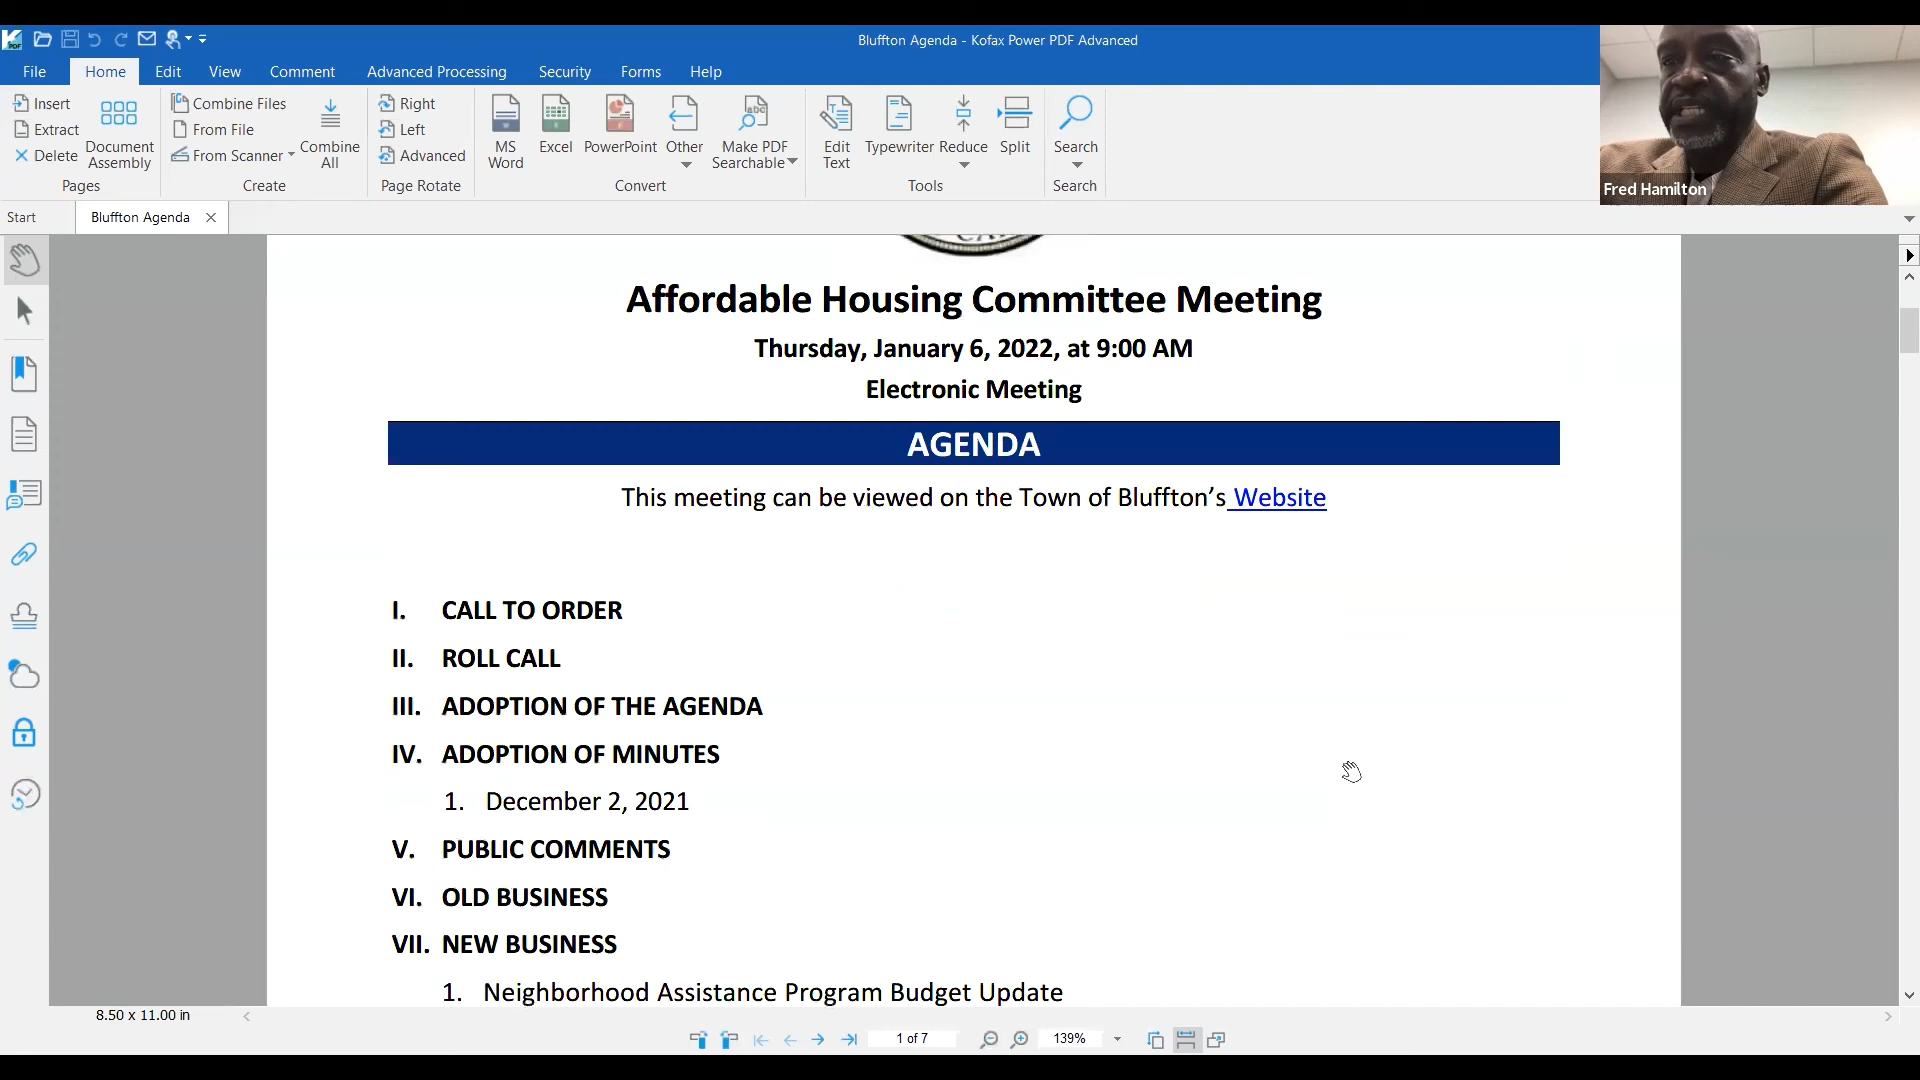 Bluffton Agenda - Kofax Power PDF Advanced
File Home Edit View Comment Advanced Processing Security Forms Help
Insert
Extract
Delete
Document Assembly
Pages
Combine Files
From File
From Scanner
Combine All
Create
Right
Left
Advanced
Page Rotate
MS Word
Excel
PowerPoint
Other
Make PDF Searchable
Convert
Edit Text
Typewriter
Reduce
Split
Tools
Search
Search
Fred Hamilton
Start
Bluffton Agenda
Affordable Housing Committee Meeting
Thursday, January 6, 2022, at 9:00 AM
Electronic Meeting
AGENDA
This meeting can be viewed on the Town of Bluffton’s Website
I. CALL TO ORDER
II. ROLL CALL
III. ADOPTION OF THE AGENDA
IV. ADOPTION OF MINUTES
1. December 2, 2021
V. PUBLIC COMMENTS
VI. OLD BUSINESS
VII. NEW BUSINESS
1. Neighborhood Assistance Program Budget Update
8.50 x 11.00 in
1 of 7
139%